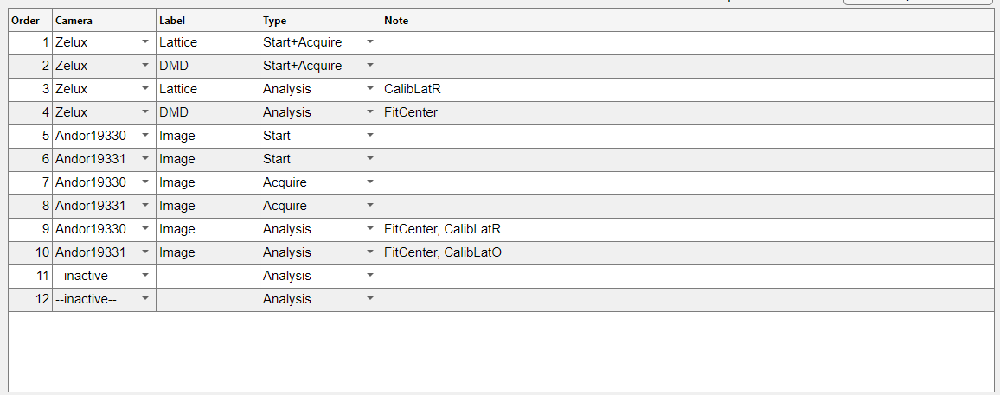 Order Camera Label Type Note
1 Zelux Lattice Start+Acquire
2 Zelux DMD Start+Acquire
3 Zelux Lattice Analysis CalibLatR
4 Zelux DMD Analysis FitCenter
5 Andor19330 Image Start
6 Andor19331 Image Start
7 Andor19330 Image Acquire
8 Andor19331 Image Acquire
9 Andor19330 Image Analysis FitCenter, CalibLatR
10 Andor19331 Image Analysis FitCenter, CalibLatO
11 --inactive-- Analysis
12 --inactive-- Analysis